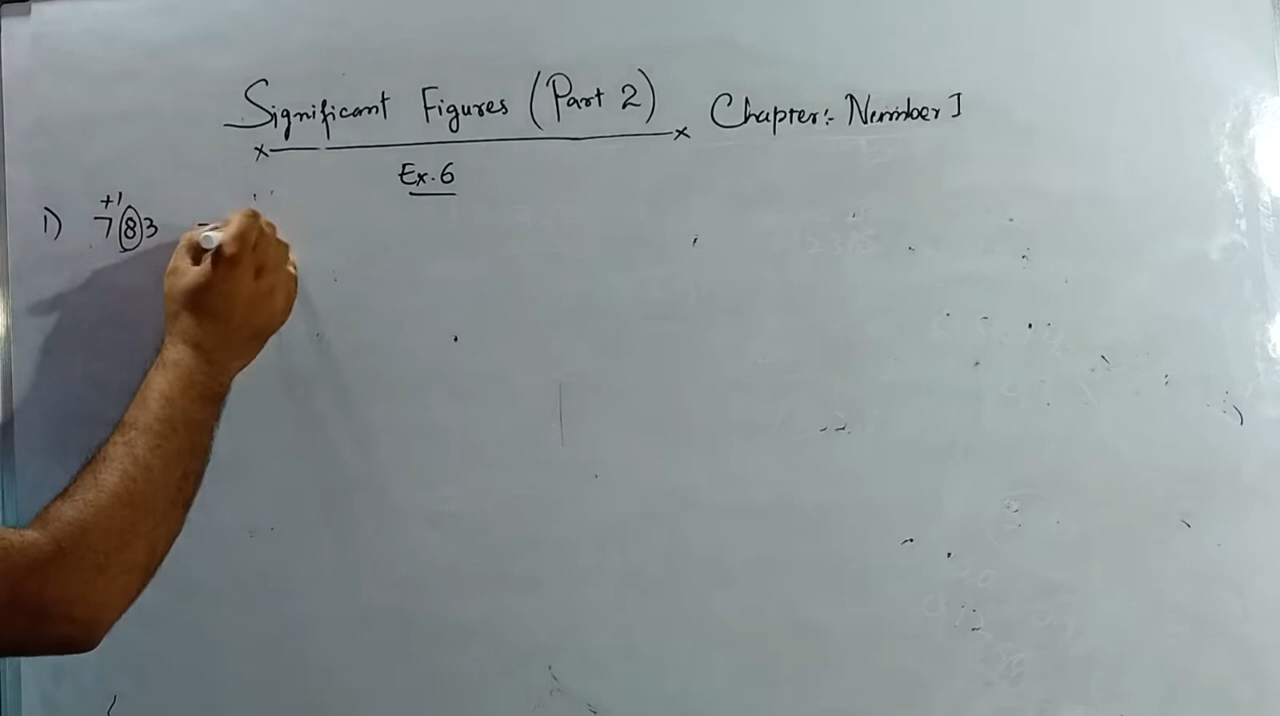 Significant Figures (Part 2) Chapter:- Number I
Ex. 6
+1
1) 783